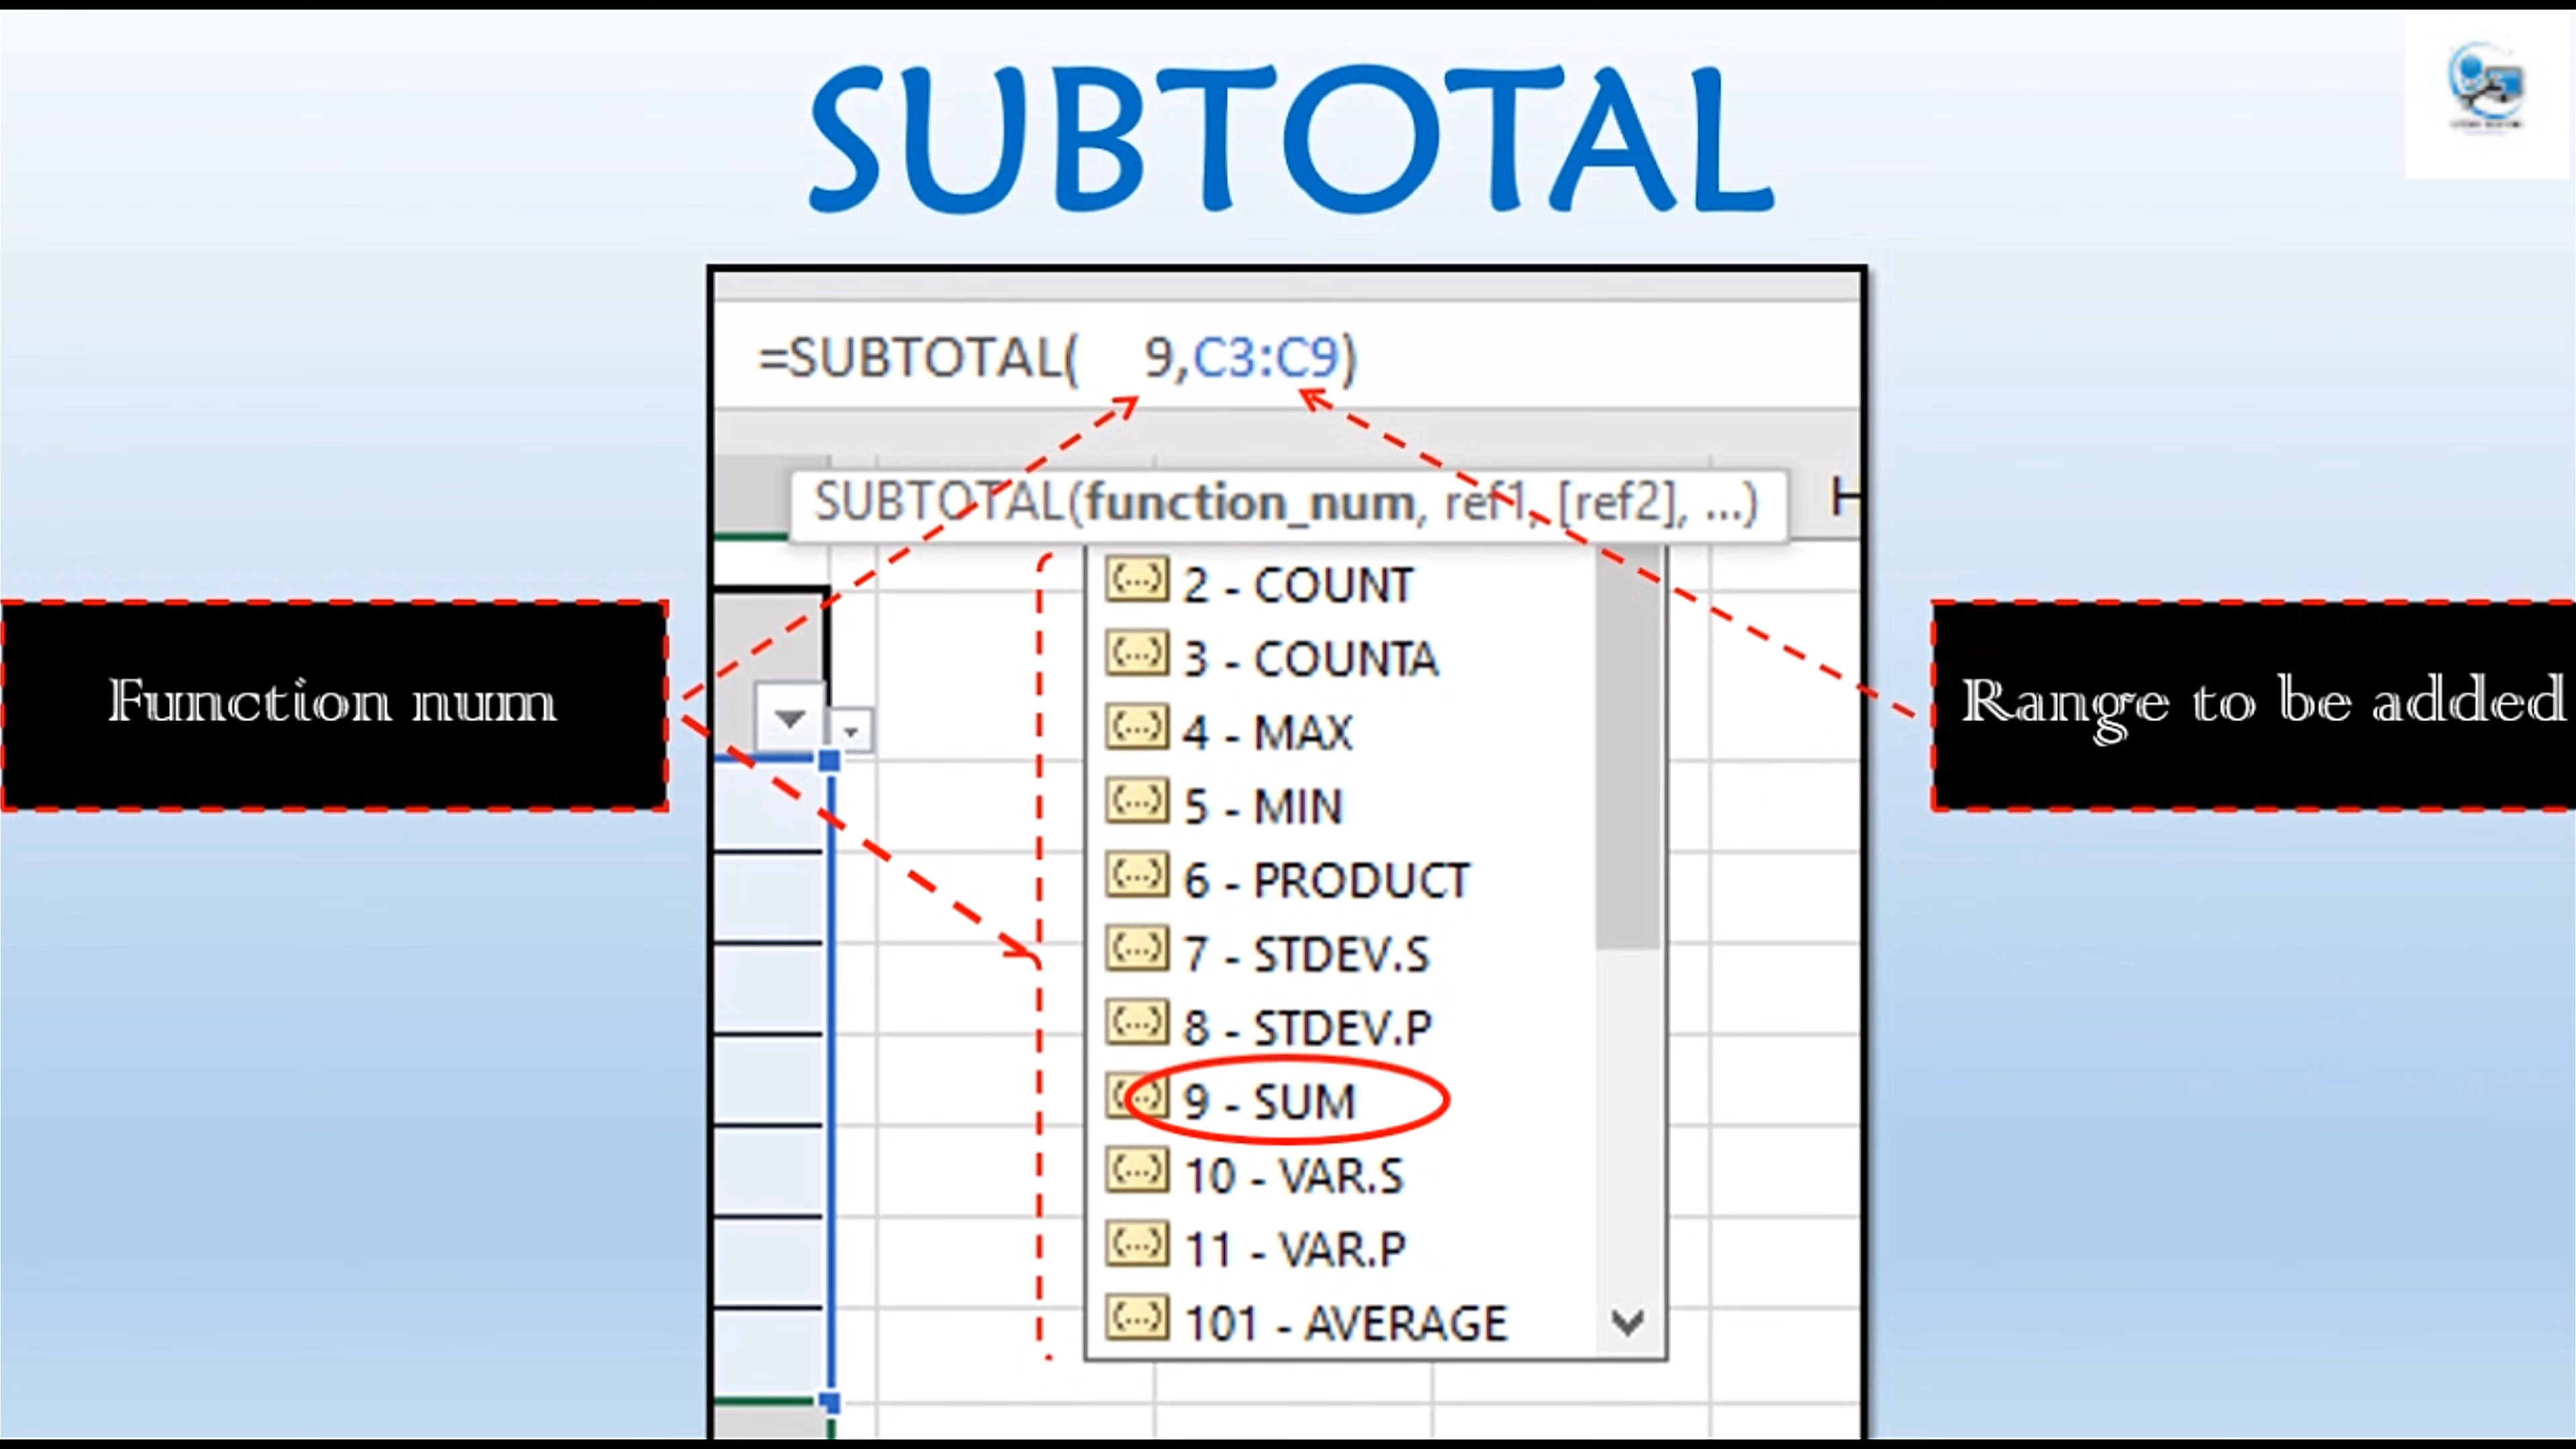 SUBTOTAL
=SUBTOTAL( 9,C3:C9)
SUBTOTAL(function_num, ref1, [ref2], ...)
H
Function num
Range to be added
(...) 2 - COUNT
(...) 3 - COUNTA
(...) 4 - MAX
(...) 5 - MIN
(...) 6 - PRODUCT
(...) 7 - STDEV.S
(...) 8 - STDEV.P
(...) 9 - SUM
(...) 10 - VAR.S
(...) 11 - VAR.P
(...) 101 - AVERAGE